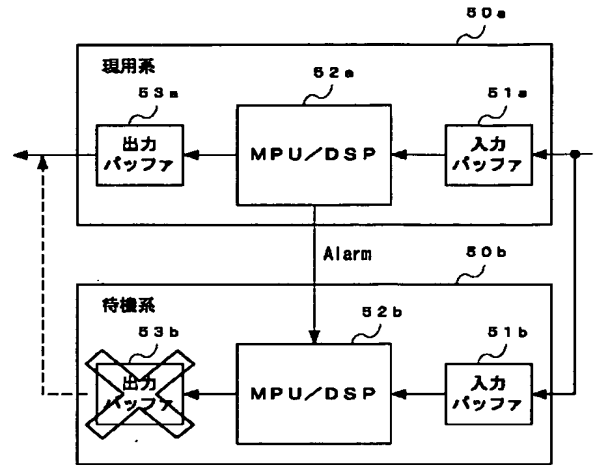 50a
現用系
53a
52a
51a
出力
バッファ
MPU/DSP
入力
バッファ
Alarm
50b
待機系
53b
52b
51b
出力
バッファ
MPU/DSP
入力
バッファ